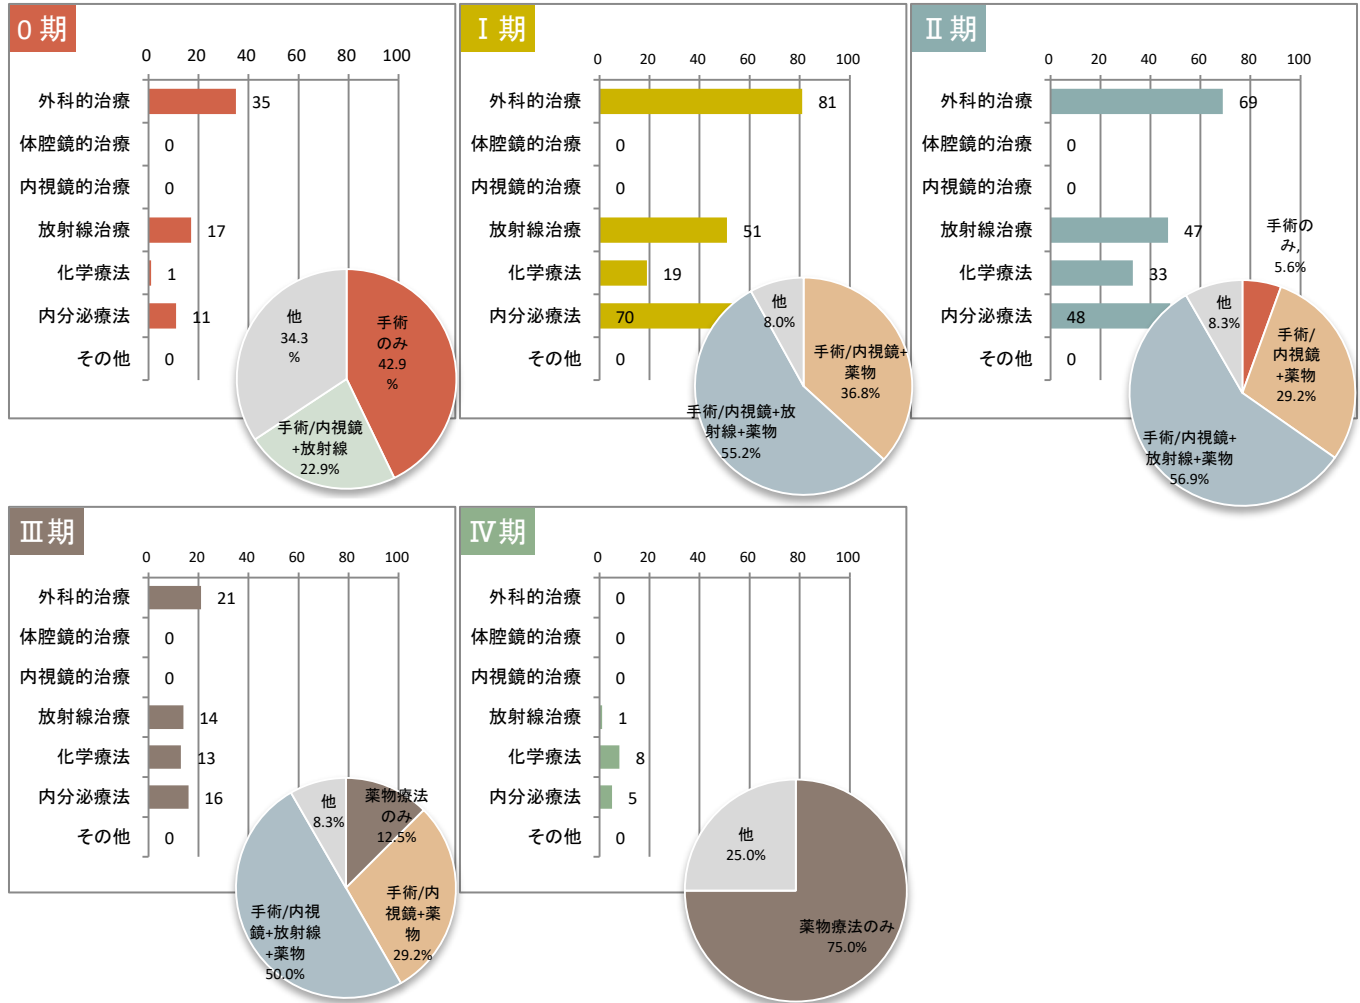 0期
0 20 40 60 80 100
外科的治療 35
体腔鏡的治療 0
内視鏡的治療 0
放射線治療 17
化学療法 1
内分泌療法 11
その他 0
手術
のみ
42.9
%
手術/内視鏡
+放射線
22.9%
他
34.3
%
Ⅰ期
0 20 40 60 80 100
外科的治療 81
体腔鏡的治療 0
内視鏡的治療 0
放射線治療 51
化学療法 19
内分泌療法 70
その他 0
手術/内視鏡+
薬物
36.8%
手術/内視鏡+放
射線+薬物
55.2%
他
8.0%
Ⅱ期
0 20 40 60 80 100
外科的治療 69
体腔鏡的治療 0
内視鏡的治療 0
放射線治療 47
化学療法 33
内分泌療法 48
その他 0
手術の
み,
5.6%
手術/
内視鏡
+薬物
29.2%
手術/内視鏡+
放射線+薬物
56.9%
他
8.3%
Ⅲ期
0 20 40 60 80 100
外科的治療 21
体腔鏡的治療 0
内視鏡的治療 0
放射線治療 14
化学療法 13
内分泌療法 16
その他 0
薬物療法
のみ
12.5%
手術/内
視鏡+薬
物
29.2%
手術/内視
鏡+放射線
+薬物
50.0%
他
8.3%
Ⅳ期
0 20 40 60 80 100
外科的治療 0
体腔鏡的治療 0
内視鏡的治療 0
放射線治療 1
化学療法 8
内分泌療法 5
その他 0
薬物療法のみ
75.0%
他
25.0%